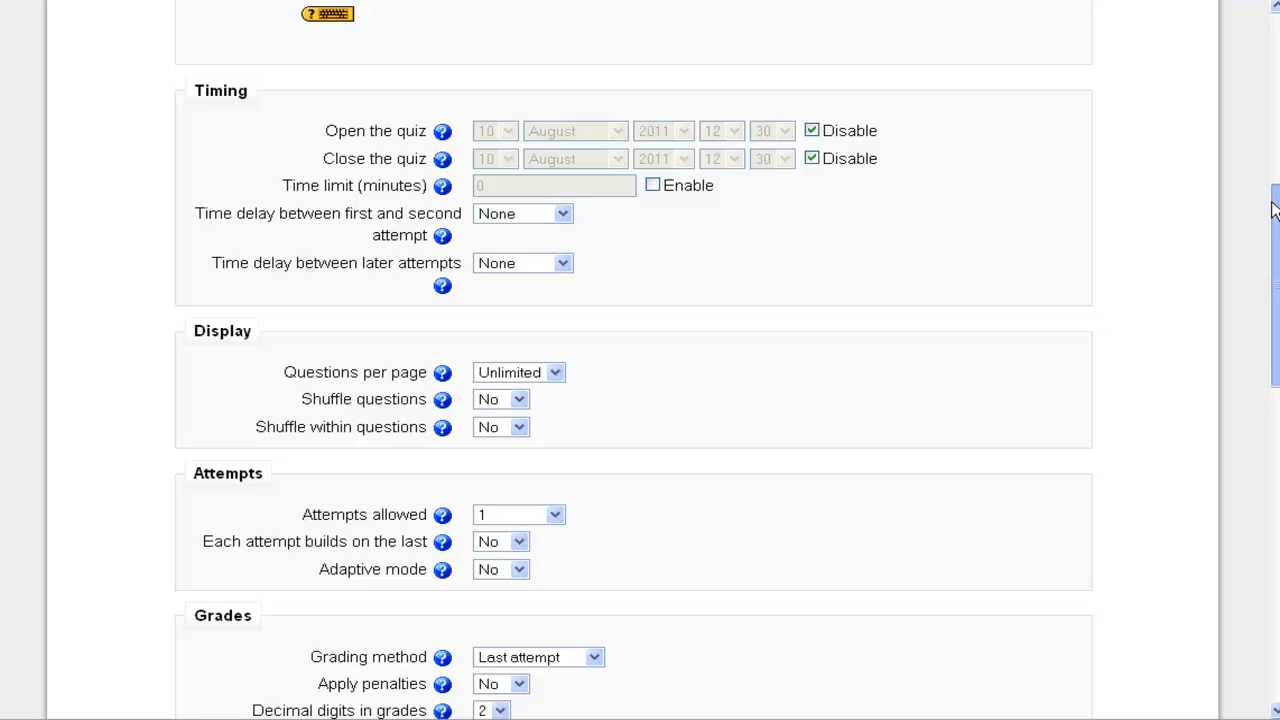 ?
Timing
Open the quiz ? 10 August 2011 12 30 Disable
Close the quiz ? 10 August 2011 12 30 Disable
Time limit (minutes) ? 0 Enable
Time delay between first and second None
attempt ?
Time delay between later attempts None
?
Display
Questions per page ? Unlimited
Shuffle questions ? No
Shuffle within questions ? No
Attempts
Attempts allowed ? 1
Each attempt builds on the last ? No
Adaptive mode ? No
Grades
Grading method ? Last attempt
Apply penalties ? No
Decimal digits in grades ? 2